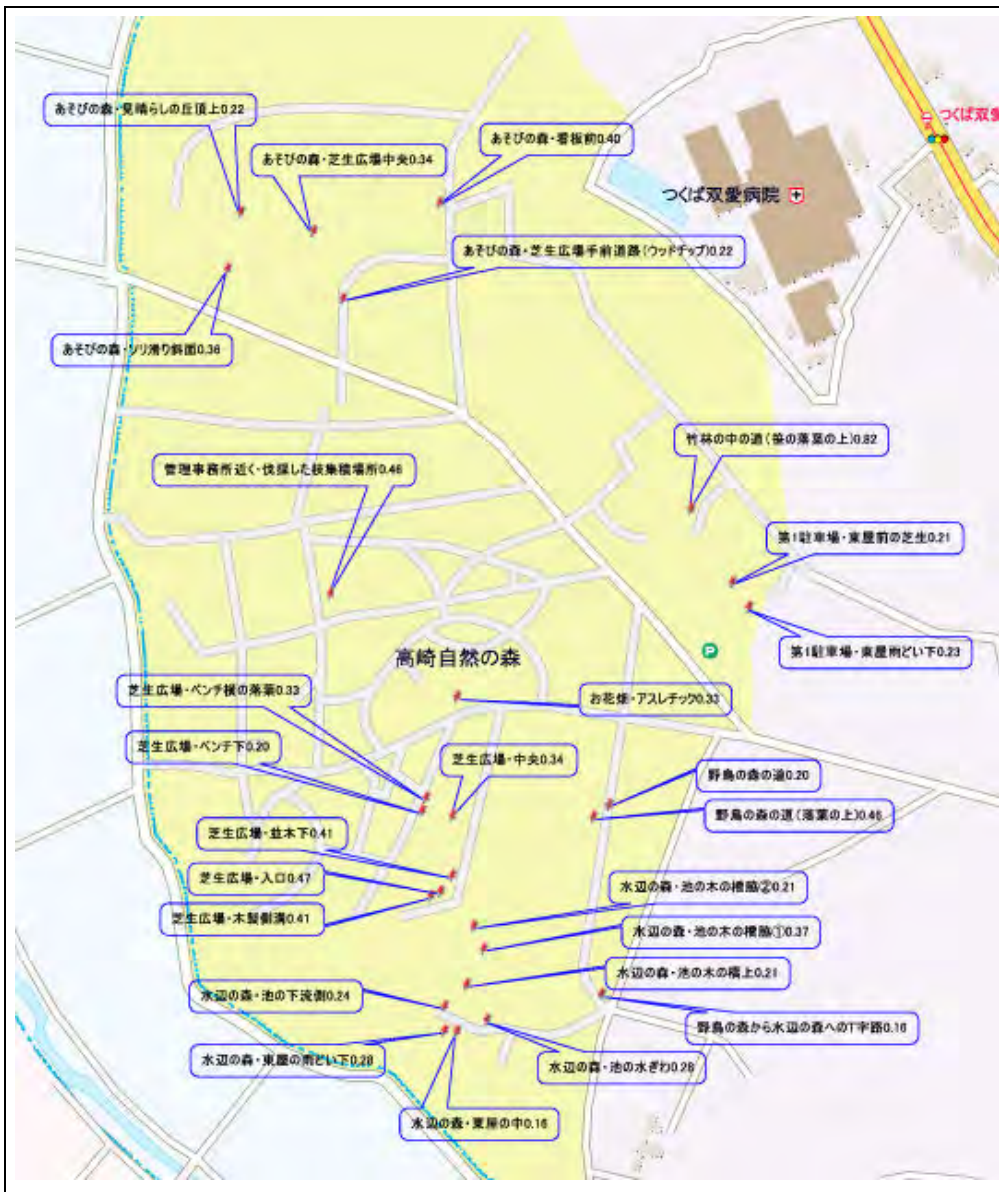 あそびの森・見晴らしの丘頂上0.22
あそびの森・看板前0.40
つくば双愛
あそびの森・芝生広場中央0.34
つくば双愛病院
あそびの森・芝生広場手前道路(ウッドチップ)0.22
あそびの森・ソリ滑り斜面0.36
竹林の中の道(笹の落葉の上)0.82
管理事務所近く・伐採した枝集積場所0.46
第1駐車場・東屋前の芝生0.21
第1駐車場・東屋雨どい下0.23
P
高崎自然の森
芝生広場・ベンチ横の落葉0.33
お花畑・アスレチック0.33
芝生広場・ベンチ下0.20
芝生広場・中央0.34
野鳥の森の道0.20
野鳥の森の道(落葉の上)0.46
芝生広場・並木下0.41
芝生広場・入口0.47
水辺の森・池の木の橋脇②0.21
芝生広場・木製側溝0.41
水辺の森・池の木の橋脇①0.37
水辺の森・池の木の橋上0.21
水辺の森・池の下流側0.24
野鳥の森から水辺の森へのT字路0.16
水辺の森・東屋の雨どい下0.28
水辺の森・池の水ぎわ0.28
水辺の森・東屋の中0.16